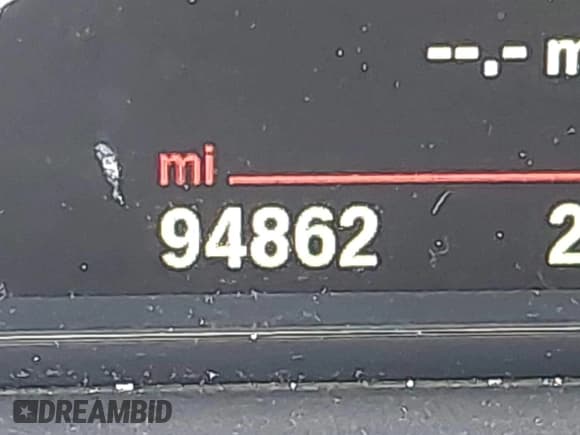 --.- m
mi
94862 2
DREAMBID